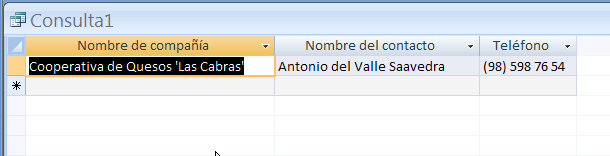 Consulta1
Nombre de compañía Nombre del contacto Teléfono
Cooperativa de Quesos 'Las Cabras' Antonio del Valle Saavedra (98) 598 76 54